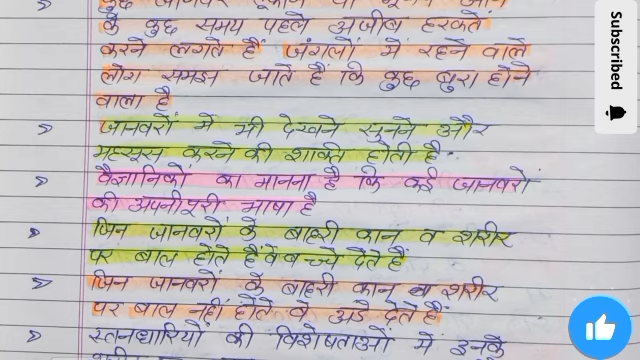 के कुछ समय पहले अजीब हरकतें
करने लगते हैं जंगलों में रहने वाले
लोग समझ जाते हैं कि कुछ बुरा होने
वाला है
जानवरों में भी देखने सुनने और
महसूस करने की शक्ति होती है
वैज्ञानिकों का मानना है कि कई जानवरों
की अपनी पूरी भाषा है
जिन जानवरों के बाहरी कान व शरीर
पर बाल होते हैं वे बच्चे देते हैं
जिन जानवरों के बाहरी कान व शरीर
पर बाल नहीं होते वे अंडे देते हैं
स्तनधारियों की विशेषताओं में इनके
Subscribed